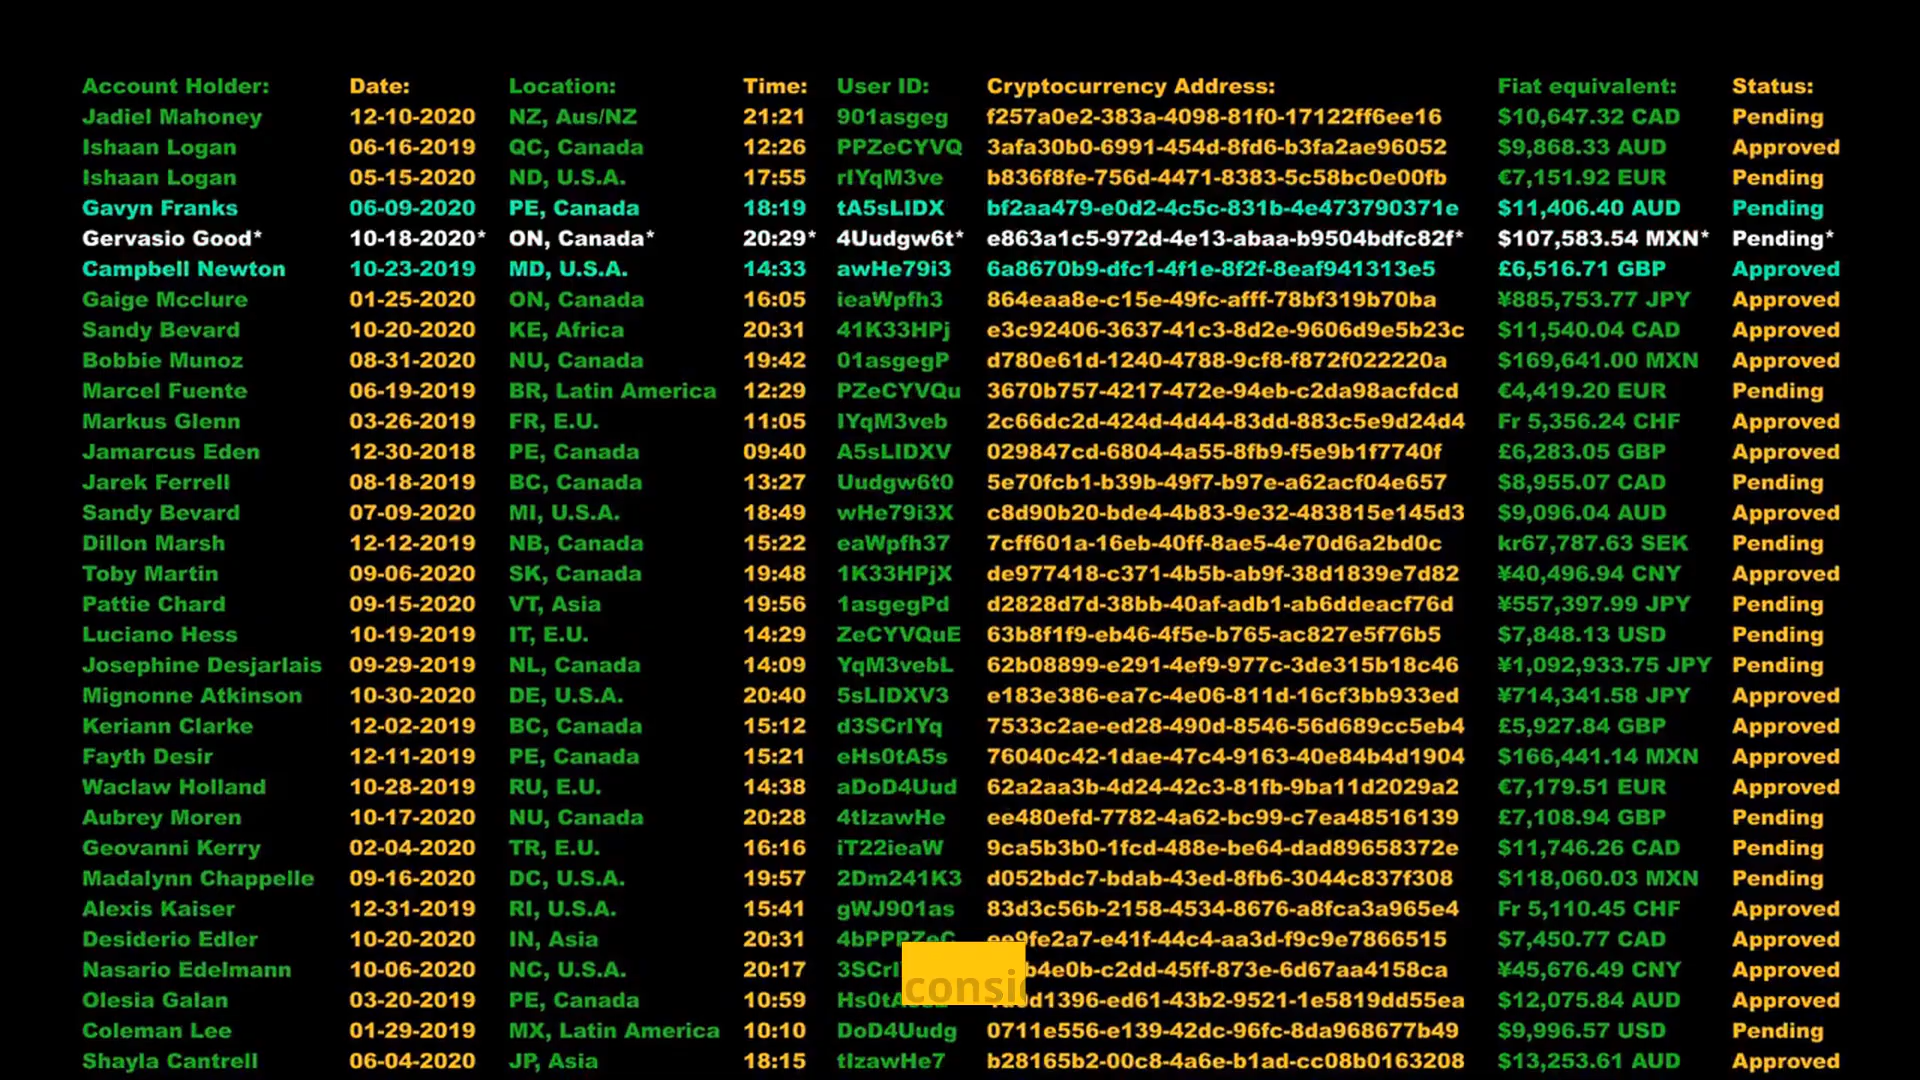 Account Holder: Date: Location: Time: User ID: Cryptocurrency Address: Fiat equivalent: Status:
Jadiel Mahoney 12-10-2020 NZ, Aus/NZ 21:21 901asgeg f257a0e2-383a-4098-81f0-17122ff6ee16 $10,647.32 CAD Pending
Ishaan Logan 06-16-2019 QC, Canada 12:26 PPZeCYVQ 3afa30b0-6991-454d-8fd6-b3fa2ae96052 $9,868.33 AUD Approved
Ishaan Logan 05-15-2020 ND, U.S.A. 17:55 rIYqM3ve b836f8fe-756d-4471-8383-5c58bc0e00fb €7,151.92 EUR Pending
Gavyn Franks 06-09-2020 PE, Canada 18:19 tA5sLIDX bf2aa479-e0d2-4c5c-831b-4e473790371e $11,406.40 AUD Pending
Gervasio Good* 10-18-2020* ON, Canada* 20:29* 4Uudgw6t* e863a1c5-972d-4e13-abaa-b9504bdfc82f* $107,583.54 MXN* Pending*
Campbell Newton 10-23-2019 MD, U.S.A. 14:33 awHe79i3 6a8670b9-dfc1-4f1e-8f2f-8eaf941313e5 £6,516.71 GBP Approved
Gaige Mcclure 01-25-2020 ON, Canada 16:05 ieaWpfh3 864eaa8e-c15e-49fc-afff-78bf319b70ba ¥885,753.77 JPY Approved
Sandy Bevard 10-20-2020 KE, Africa 20:31 41K33HPj e3c92406-3637-41c3-8d2e-9606d9e5b23c $11,540.04 CAD Approved
Bobbie Munoz 08-31-2020 NU, Canada 19:42 01asgegP d780e61d-1240-4788-9cf8-f872f022220a $169,641.00 MXN Approved
Marcel Fuente 06-19-2019 BR, Latin America 12:29 PZeCYVQu 3670b757-4217-472e-94eb-c2da98acfdcd €4,419.20 EUR Pending
Markus Glenn 03-26-2019 FR, E.U. 11:05 IYqM3veb 2c66dc2d-424d-4d44-83dd-883c5e9d24d4 Fr 5,356.24 CHF Approved
Jamarcus Eden 12-30-2018 PE, Canada 09:40 A5sLIDXV 029847cd-6804-4a55-8fb9-f5e9b1f7740f £6,283.05 GBP Approved
Jarek Ferrell 08-18-2019 BC, Canada 13:27 Uudgw6t0 5e70fcb1-b39b-49f7-b97e-a62acf04e657 $8,955.07 CAD Pending
Sandy Bevard 07-09-2020 MI, U.S.A. 18:49 wHe79i3X c8d90b20-bde4-4b83-9e32-483815e145d3 $9,096.04 AUD Approved
Dillon Marsh 12-12-2019 NB, Canada 15:22 eaWpfh37 7cff601a-16eb-40ff-8ae5-4e70d6a2bd0c kr67,787.63 SEK Pending
Toby Martin 09-06-2020 SK, Canada 19:48 1K33HPjX de977418-c371-4b5b-ab9f-38d1839e7d82 ¥40,496.94 CNY Approved
Pattie Chard 09-15-2020 VT, Asia 19:56 1asgegPd d2828d7d-38bb-40af-adb1-ab6ddeacf76d ¥557,397.99 JPY Pending
Luciano Hess 10-19-2019 IT, E.U. 14:29 ZeCYVQuE 63b8f1f9-eb46-4f5e-b765-ac827e5f76b5 $7,848.13 USD Pending
Josephine Desjarlais 09-29-2019 NL, Canada 14:09 YqM3vebL 62b08899-e291-4ef9-977c-3de315b18c46 ¥1,092,933.75 JPY Pending
Mignonne Atkinson 10-30-2020 DE, U.S.A. 20:40 5sLIDXV3 e183e386-ea7c-4e06-811d-16cf3bb933ed ¥714,341.58 JPY Approved
Keriann Clarke 12-02-2019 BC, Canada 15:12 d3SCrIYq 7533c2ae-ed28-490d-8546-56d689cc5eb4 £5,927.84 GBP Approved
Fayth Desir 12-11-2019 PE, Canada 15:21 eHs0tA5s 76040c42-1dae-47c4-9163-40e84b4d1904 $166,441.14 MXN Approved
Waclaw Holland 10-28-2019 RU, E.U. 14:38 aDoD4Uud 62a2aa3b-4d24-42c3-81fb-9ba11d2029a2 €7,179.51 EUR Approved
Aubrey Moren 10-17-2020 NU, Canada 20:28 4tIzawHe ee480efd-7782-4a62-bc99-c7ea48516139 £7,108.94 GBP Pending
Geovanni Kerry 02-04-2020 TR, E.U. 16:16 iT22ieaW 9ca5b3b0-1fcd-488e-be64-dad89658372e $11,746.26 CAD Pending
Madalynn Chappelle 09-16-2020 DC, U.S.A. 19:57 2Dm241K3 d052bdc7-bdab-43ed-8fb6-3044c837f308 $118,060.03 MXN Pending
Alexis Kaiser 12-31-2019 RI, U.S.A. 15:41 gWJ901as 83d3c56b-2158-4534-8676-a8fca3a965e4 Fr 5,110.45 CHF Approved
Desiderio Edler 10-20-2020 IN, Asia 20:31 4bPPPZeC ee9fe2a7-e41f-44c4-aa3d-f9c9e7866515 $7,450.77 CAD Pending
Nasario Edelmann 10-06-2020 NC, U.S.A. 20:17 ¥45,676.49 CNY Approved
Olesia Galan 03-20-2019 PE, Canada 10:59 $12,075.84 AUD Approved
Coleman Lee 01-29-2019 MX, Latin America 10:10 DoD4Uudg 0711e556-e139-42dc-96fc-8da968677b49 $9,996.57 USD Pending
Shayla Cantrell 06-04-2020 JP, Asia 18:15 tIzawHe7 b28165b2-00c8-4a6e-b1ad-cc08b0163208 $13,253.61 AUD Approved